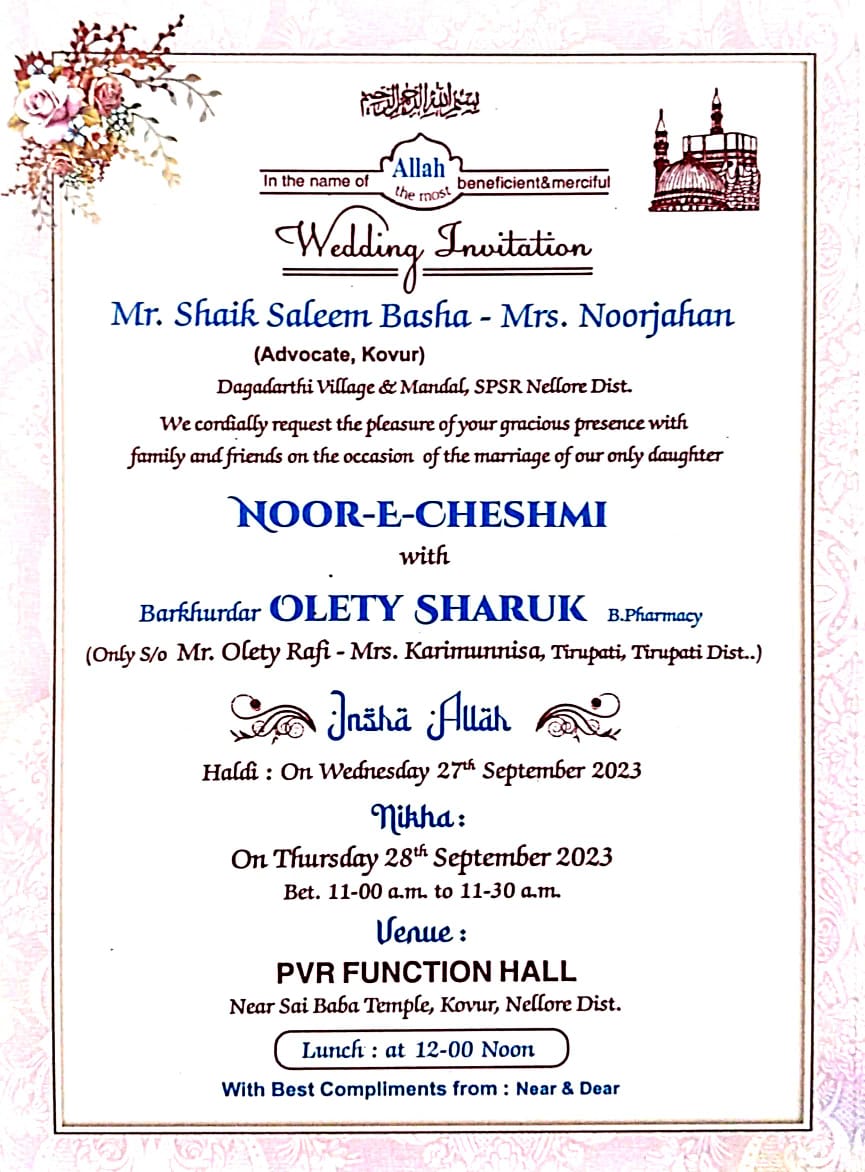 بسم الله الرحمن الرحيم
In the name of Allah the most beneficient&merciful
Wedding Invitation
Mr. Shaik Saleem Basha - Mrs. Noorjahan
(Advocate, Kovur)
Dagadarthi Village & Mandal, SPSR Nellore Dist.
We cordially request the pleasure of your gracious presence with
family and friends on the occasion of the marriage of our only daughter
NOOR-E-CHESHMI
with
Barkhurdar OLETY SHARUK B.Pharmacy
(Only S/o Mr. Olety Rafi - Mrs. Karimunnisa, Tirupati, Tirupati Dist..)
Inshä Alläh
Haldi : On Wednesday 27th September 2023
Nikha :
On Thursday 28th September 2023
Bet. 11-00 a.m. to 11-30 a.m.
Venue :
PVR FUNCTION HALL
Near Sai Baba Temple, Kovur, Nellore Dist.
Lunch : at 12-00 Noon
With Best Compliments from : Near & Dear